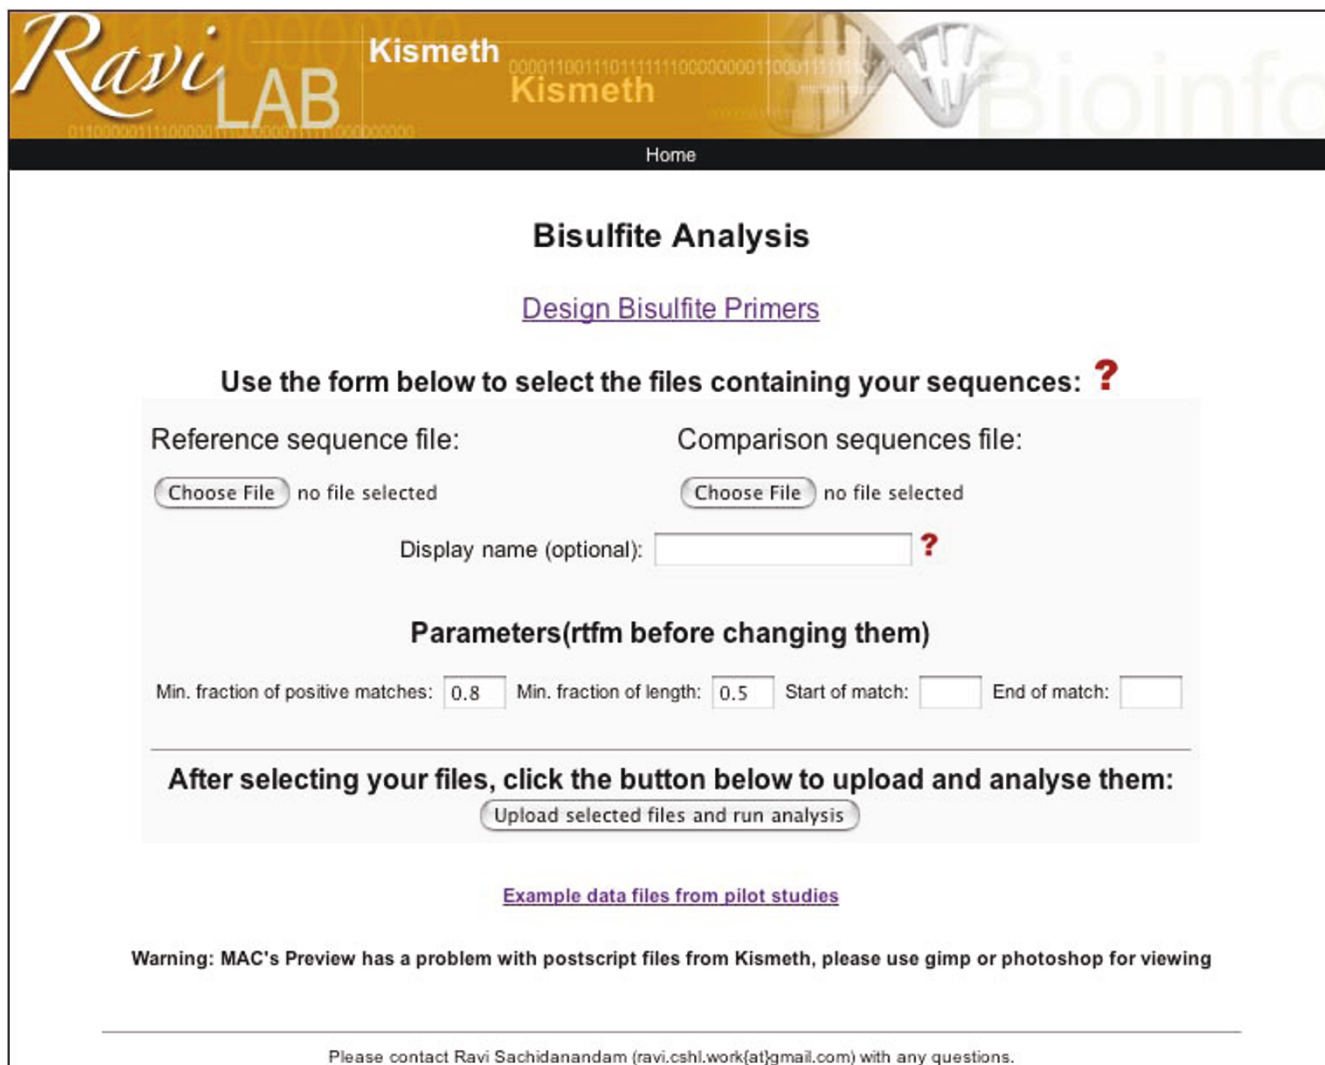 Ravi LAB
Kismeth
Kismeth
Bioinfo
Home
Bisulfite Analysis
Design Bisulfite Primers
Use the form below to select the files containing your sequences: ?
Reference sequence file: Comparison sequences file:
Choose File no file selected Choose File no file selected
Display name (optional): ?
Parameters(rtfm before changing them)
Min. fraction of positive matches: 0.8 Min. fraction of length: 0.5 Start of match: End of match:
After selecting your files, click the button below to upload and analyse them:
Upload selected files and run analysis
Example data files from pilot studies
Warning: MAC's Preview has a problem with postscript files from Kismeth, please use gimp or photoshop for viewing
Please contact Ravi Sachidanandam (ravi.cshl.work{at}gmail.com) with any questions.